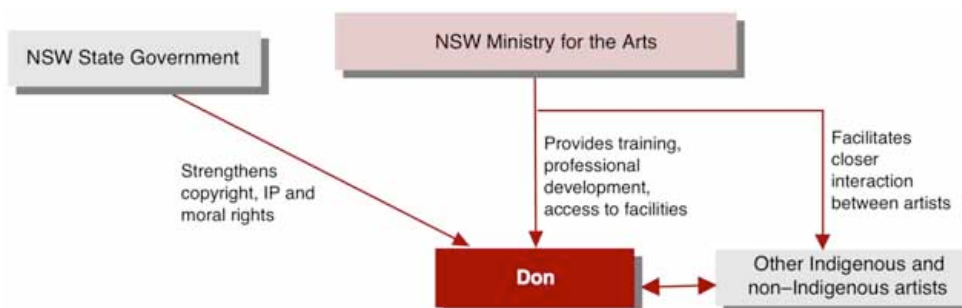 NSW State Government
NSW Ministry for the Arts
Strengthens
copyright, IP and
moral rights
Provides training,
professional
development,
access to facilities
Facilitates
closer
interaction
between artists
Don
Other Indigenous and
non–Indigenous artists